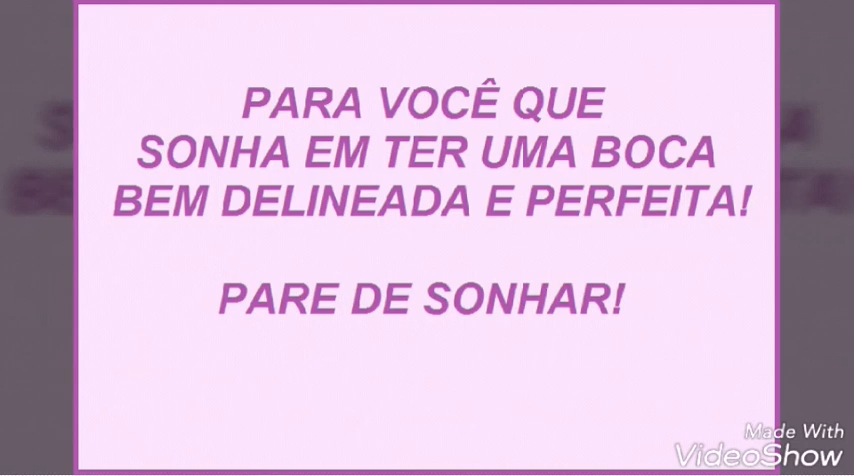 PARA VOCÊ QUE
SONHA EM TER UMA BOCA
BEM DELINEADA E PERFEITA!
PARE DE SONHAR!
Made With
VideoShow